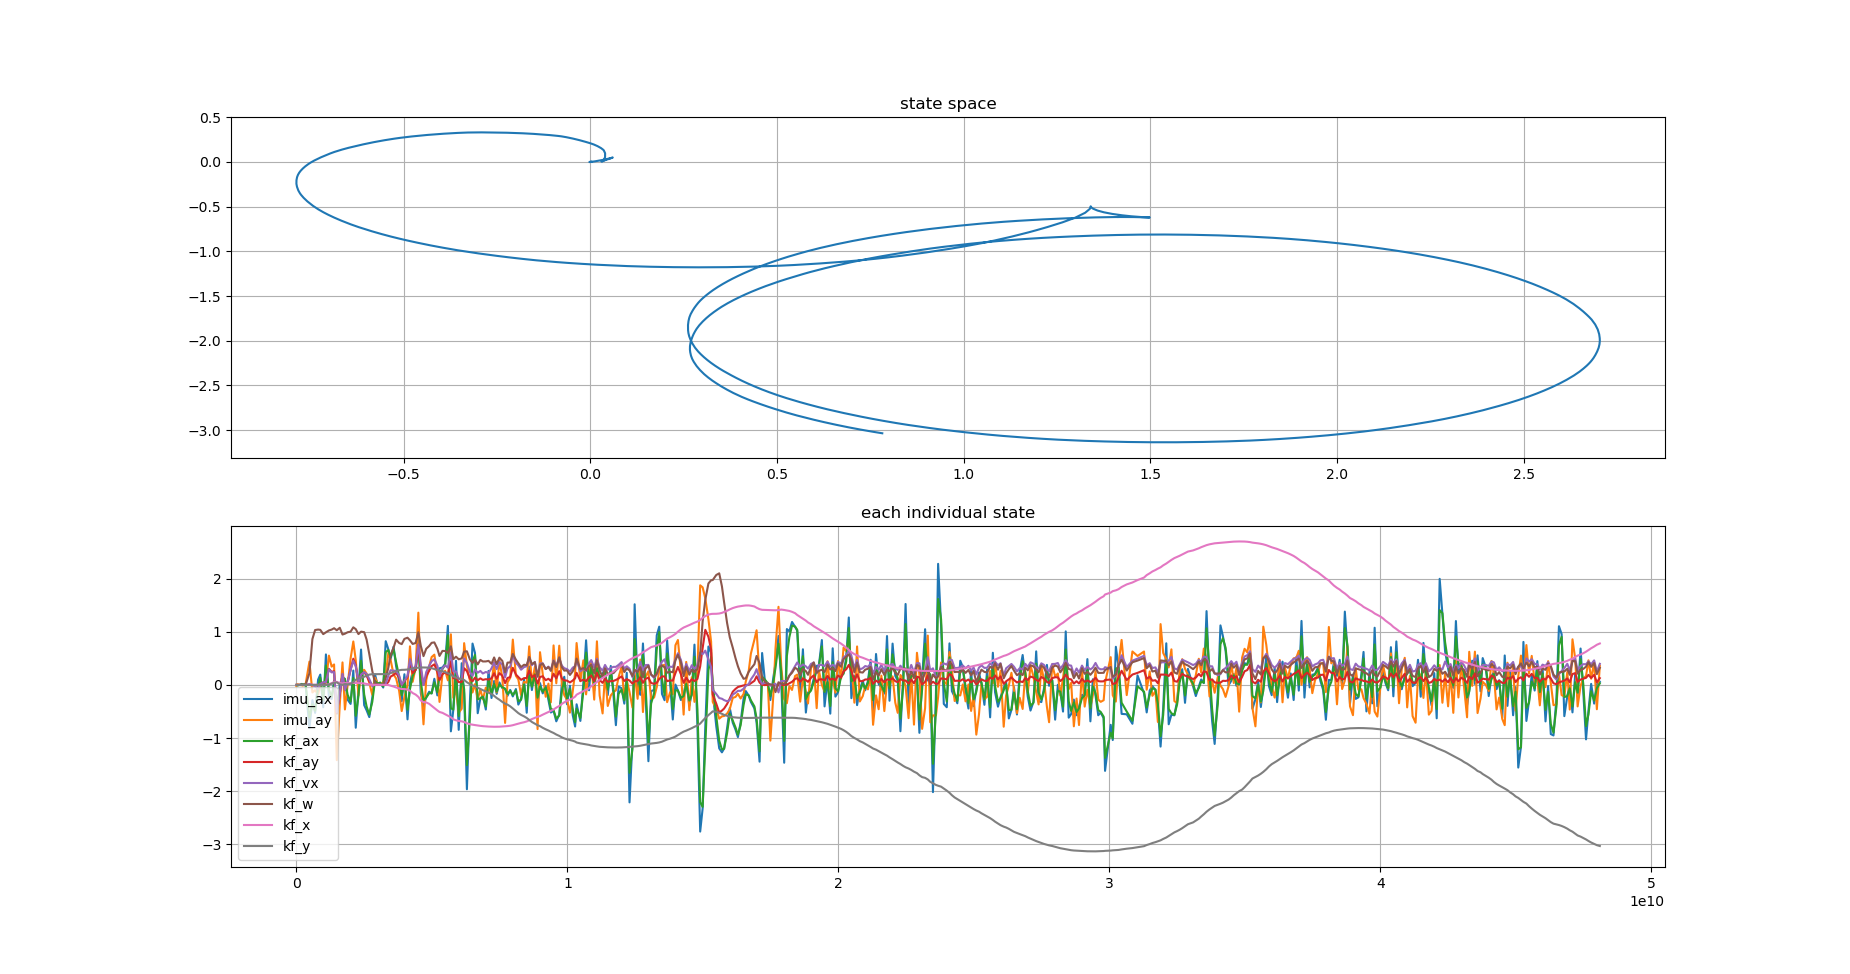 state space
0.5
0.0
−0.5
−1.0
−1.5
−2.0
−2.5
−3.0
−0.5 0.0 0.5 1.0 1.5 2.0 2.5
each individual state
2
1
0
−1
−2
−3
imu_ax
imu_ay
kf_ax
kf_ay
kf_vx
kf_w
kf_x
kf_y
0 1 2 3 4 5
1e10